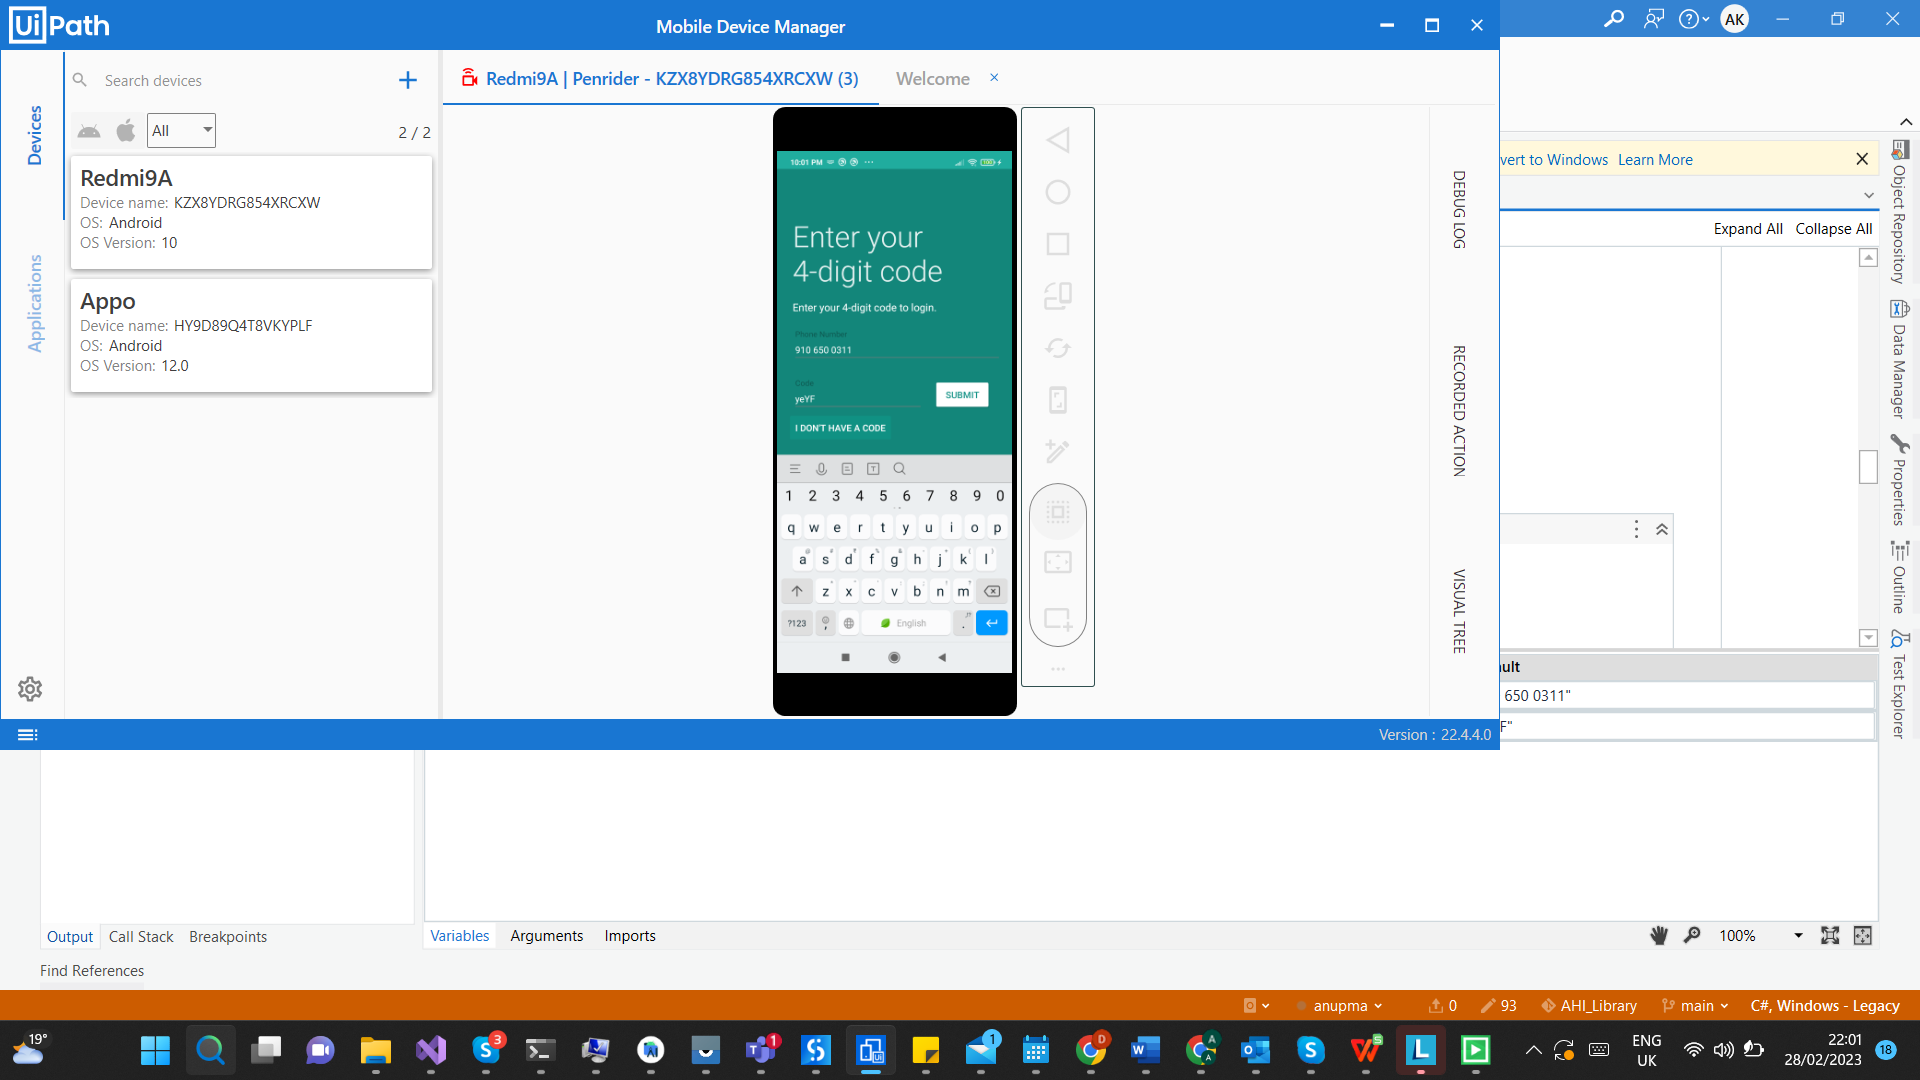 UiPath
Mobile Device Manager
AK
Devices
Applications
Search devices
All
2 / 2
Redmi9A
Device name: KZX8YDRG854XRCXW
OS: Android
OS Version: 10
Appo
Device name: HY9D89Q4T8VKYPLF
OS: Android
OS Version: 12.0
Redmi9A | Penrider - KZX8YDRG854XRCXW (3)
Welcome
10:01 PM
100
Enter your
4-digit code
Enter your 4-digit code to login.
Phone Number
910 650 0311
Code
yeYF
SUBMIT
I DON'T HAVE A CODE
1 2 3 4 5 6 7 8 9 0
q w e r t y u i o p
a s d f g h j k l
z x c v b n m
?123 , English .
DEBUG LOG
RECORDED ACTION
VISUAL TREE
Version : 22.4.4.0
vert to Windows Learn More
Expand All Collapse All
Object Repository
Data Manager
Properties
Outline
Test Explorer
ult
650 0311"
F"
Output Call Stack Breakpoints
Variables Arguments Imports
100%
Find References
anupma
0
93
AHI_Library
main
C#, Windows - Legacy
19°
3
1
1
D
A
A
S
L
ENG
UK
22:01
28/02/2023
18